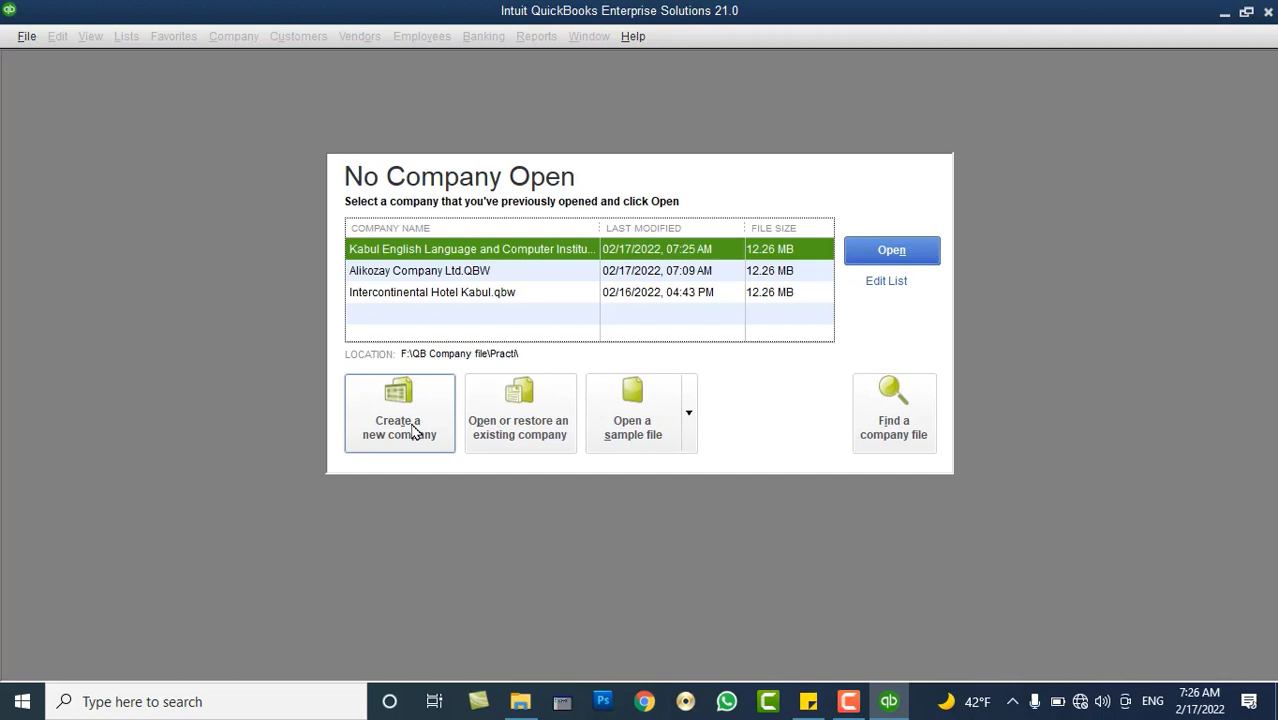 Intuit QuickBooks Enterprise Solutions 21.0
File Edit View Lists Favorites Company Customers Vendors Employees Banking Reports Window Help
No Company Open
Select a company that you've previously opened and click Open
COMPANY NAME LAST MODIFIED FILE SIZE
Kabul English Language and Computer Institu... 02/17/2022, 07:25 AM 12.26 MB
Open
Alikozay Company Ltd.QBW 02/17/2022, 07:09 AM 12.26 MB
Edit List
Intercontinental Hotel Kabul.qbw 02/16/2022, 04:43 PM 12.26 MB
LOCATION: F:\QB Company file\Practi\
Create a
new company
Open or restore an
existing company
Open a
sample file
Find a
company file
Type here to search
Ps
qb
42°F
ENG
7:26 AM
2/17/2022